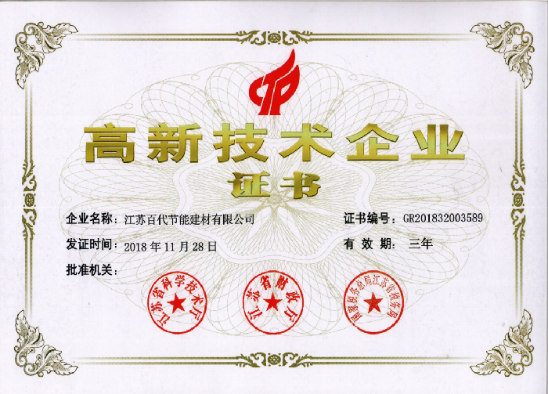 高新技术企业
证书
企业名称：江苏百代节能建材有限公司
证书编号：GR201832003589
发证时间：2018年11月28日
有效期：三年
批准机关：
江苏省科学技术厅
江苏省财政厅
国家税务总局江苏省税务局